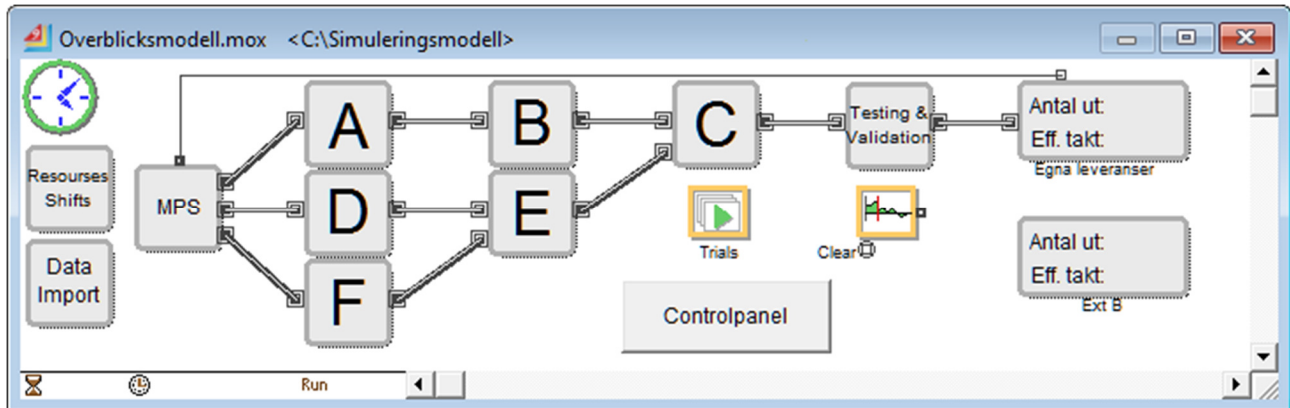 Overblicksmodell.mox <C:\Simuleringsmodell>
Resourses
Shifts
Data
Import
MPS
A
B
C
D
E
F
Testing &
Validation
Antal ut:
Eff. takt:
Egna leveranser
Trials
Clear
Antal ut:
Eff. takt:
Ext B
Controlpanel
Run